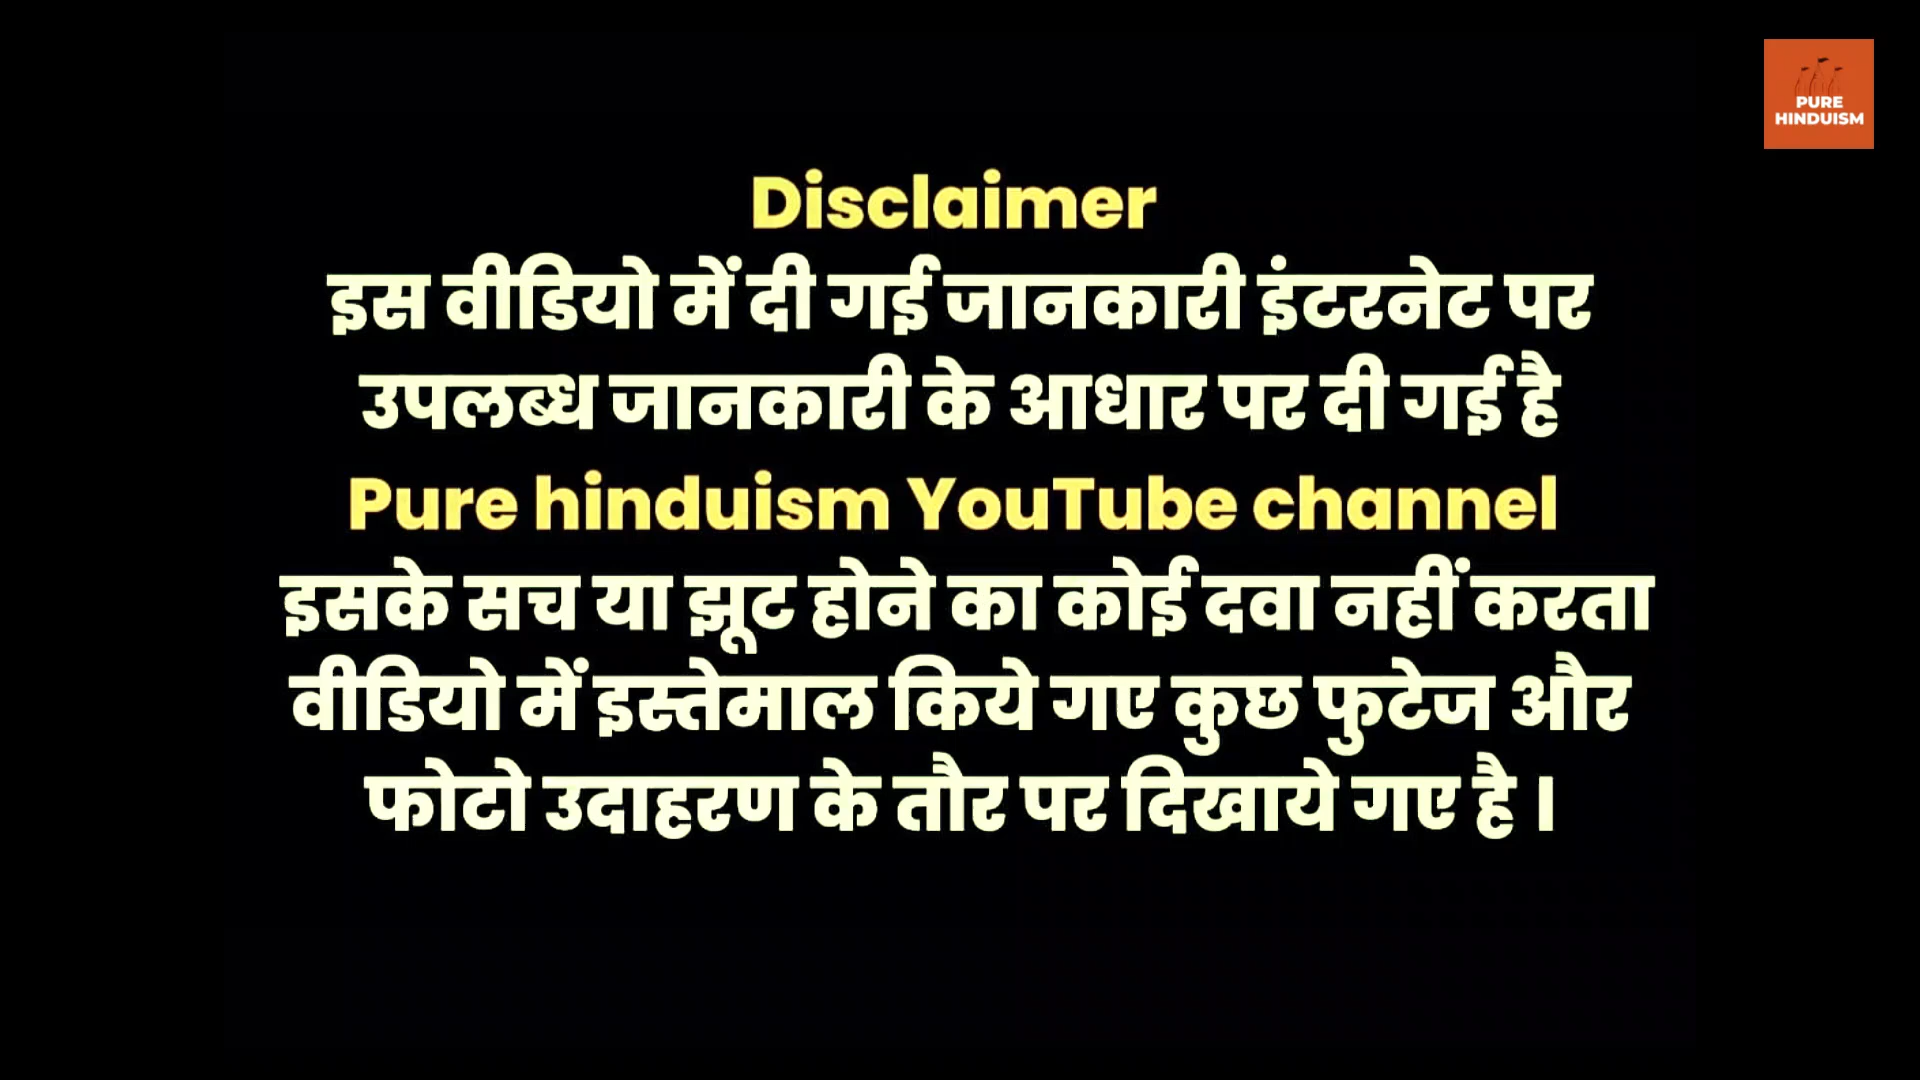 PURE
HINDUISM
Disclaimer
इस वीडियो में दी गई जानकारी इंटरनेट पर
उपलब्ध जानकारी के आधार पर दी गई है
Pure hinduism YouTube channel
इसके सच या झूट होने का कोई दवा नहीं करता
वीडियो में इस्तेमाल किये गए कुछ फुटेज और
फोटो उदाहरण के तौर पर दिखाये गए है ।